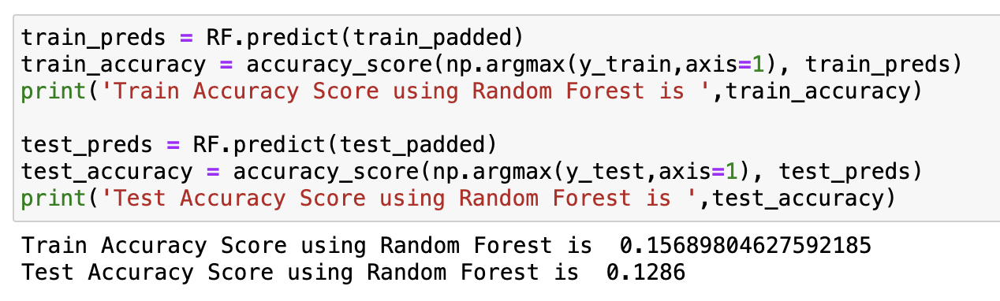 train_preds = RF.predict(train_padded)
train_accuracy = accuracy_score(np.argmax(y_train,axis=1), train_preds)
print('Train Accuracy Score using Random Forest is ',train_accuracy)
test_preds = RF.predict(test_padded)
test_accuracy = accuracy_score(np.argmax(y_test,axis=1), test_preds)
print('Test Accuracy Score using Random Forest is ',test_accuracy)
Train Accuracy Score using Random Forest is  0.15689804627592185
Test Accuracy Score using Random Forest is  0.1286